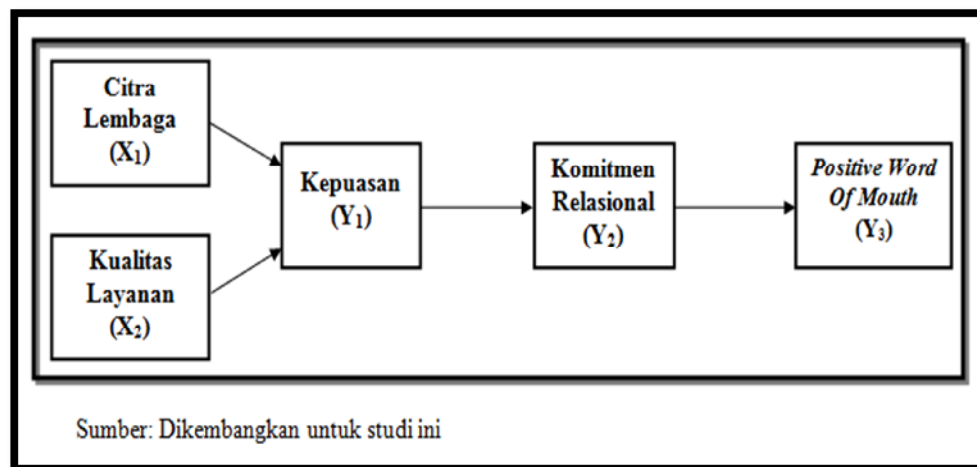 Citra
Lembaga
(X₁)
Kualitas
Layanan
(X₂)
Kepuasan
(Y₁)
Komitmen
Relasional
(Y₂)
Positive Word
Of Mouth
(Y₃)
Sumber: Dikembangkan untuk studi ini